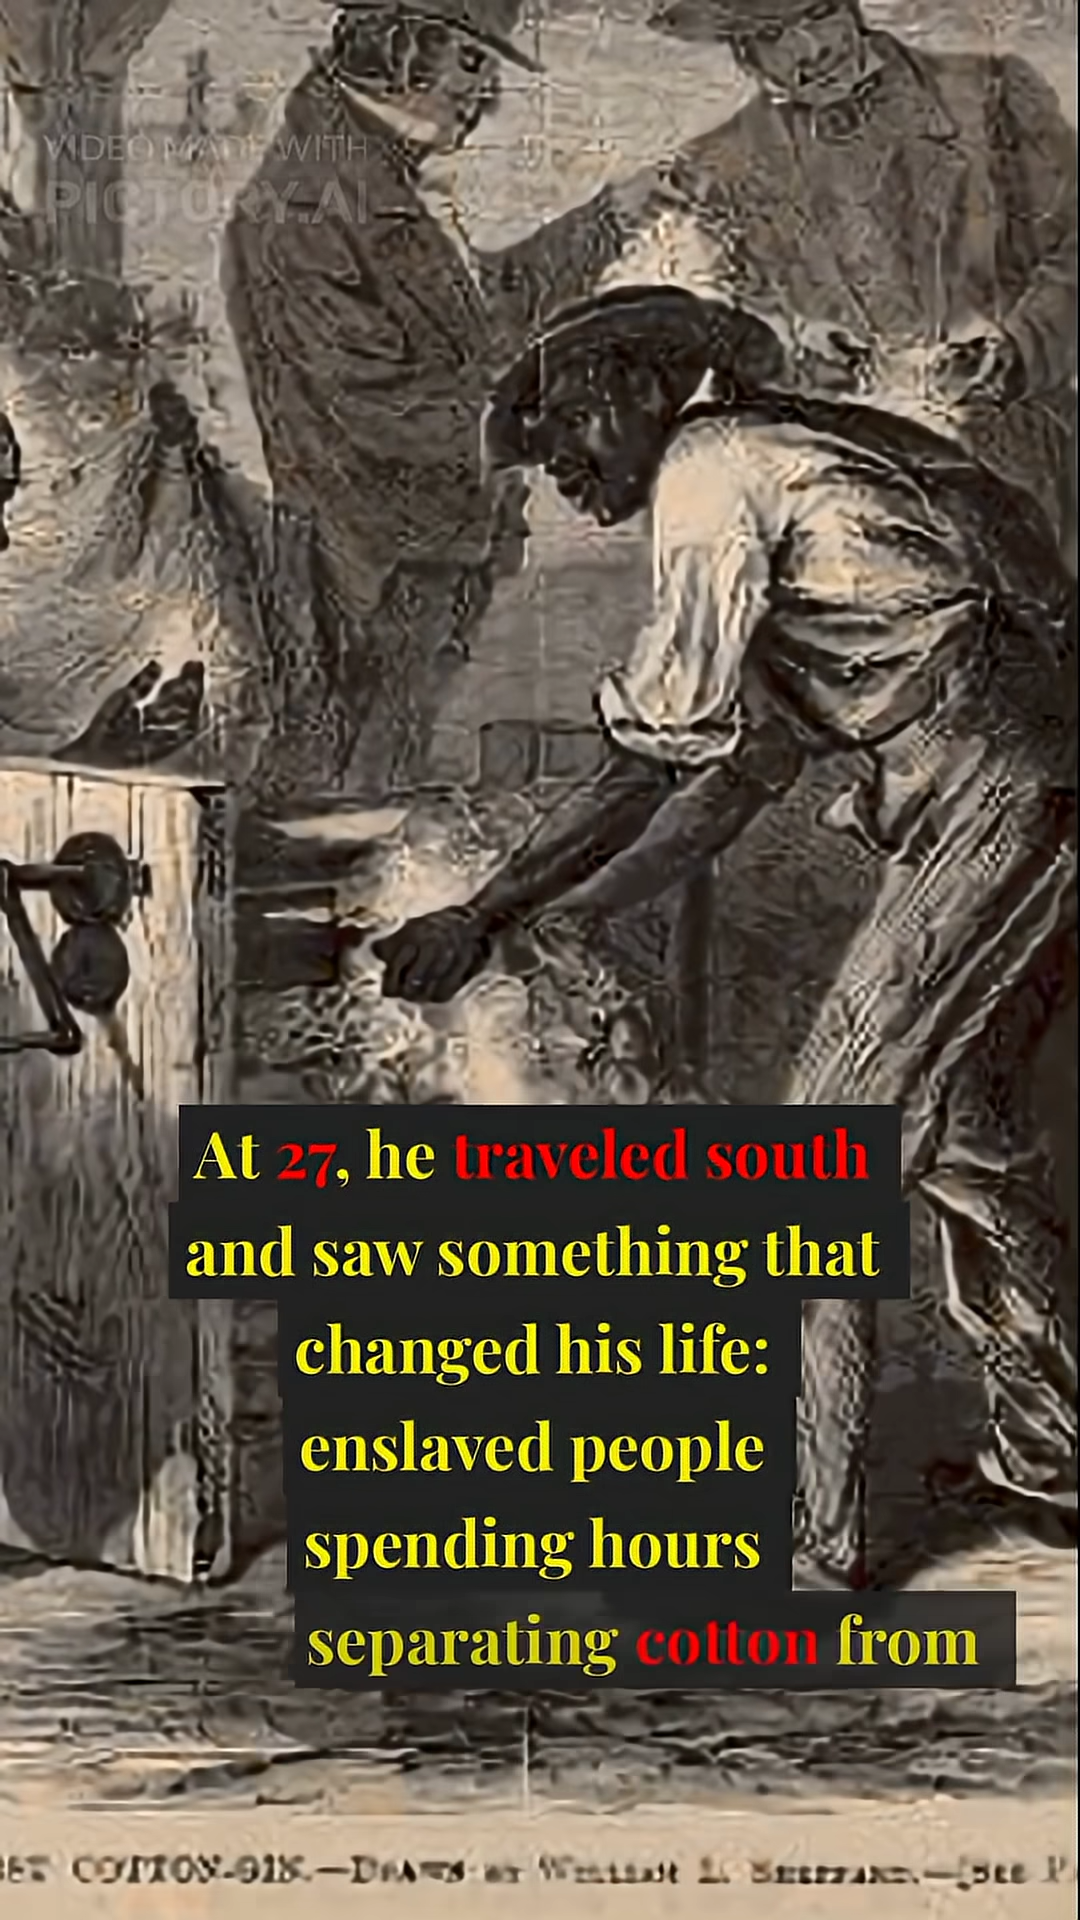 VIDEO MADE WITH
PICTORY.AI
At 27, he traveled south
and saw something that
changed his life:
enslaved people
spending hours
separating cotton from
COTTON-GIN.—DRAWN BY WILLIAM L. SHEPPARD.—[SEE P